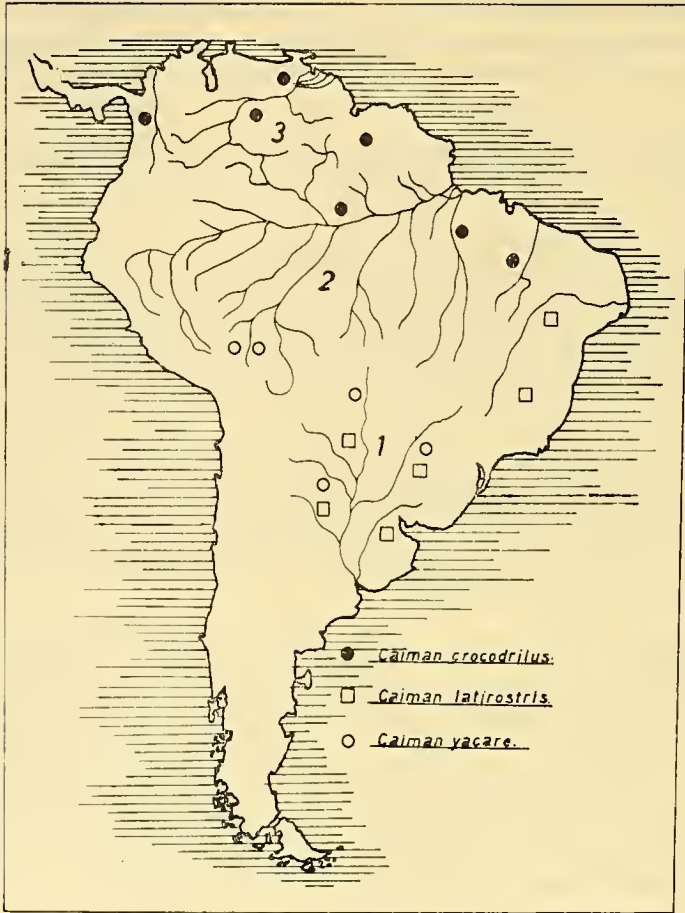 3
2
1
Caiman crocodrilus.
Caiman latirostris.
Caiman yacare.